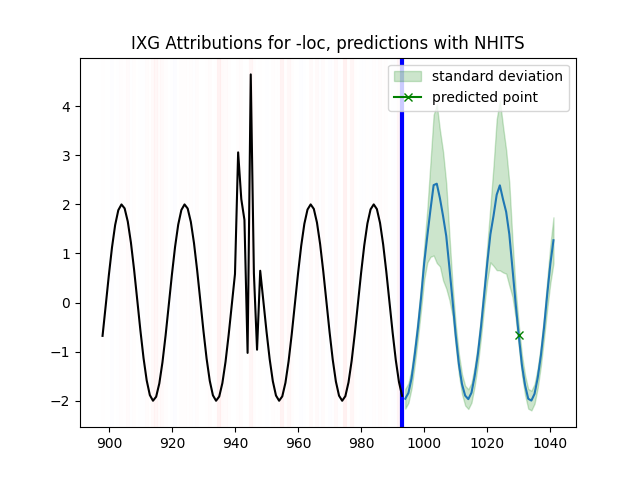 IXG Attributions for -loc, predictions with NHITS
standard deviation
predicted point
4
3
2
1
0
−1
−2
900 920 940 960 980 1000 1020 1040